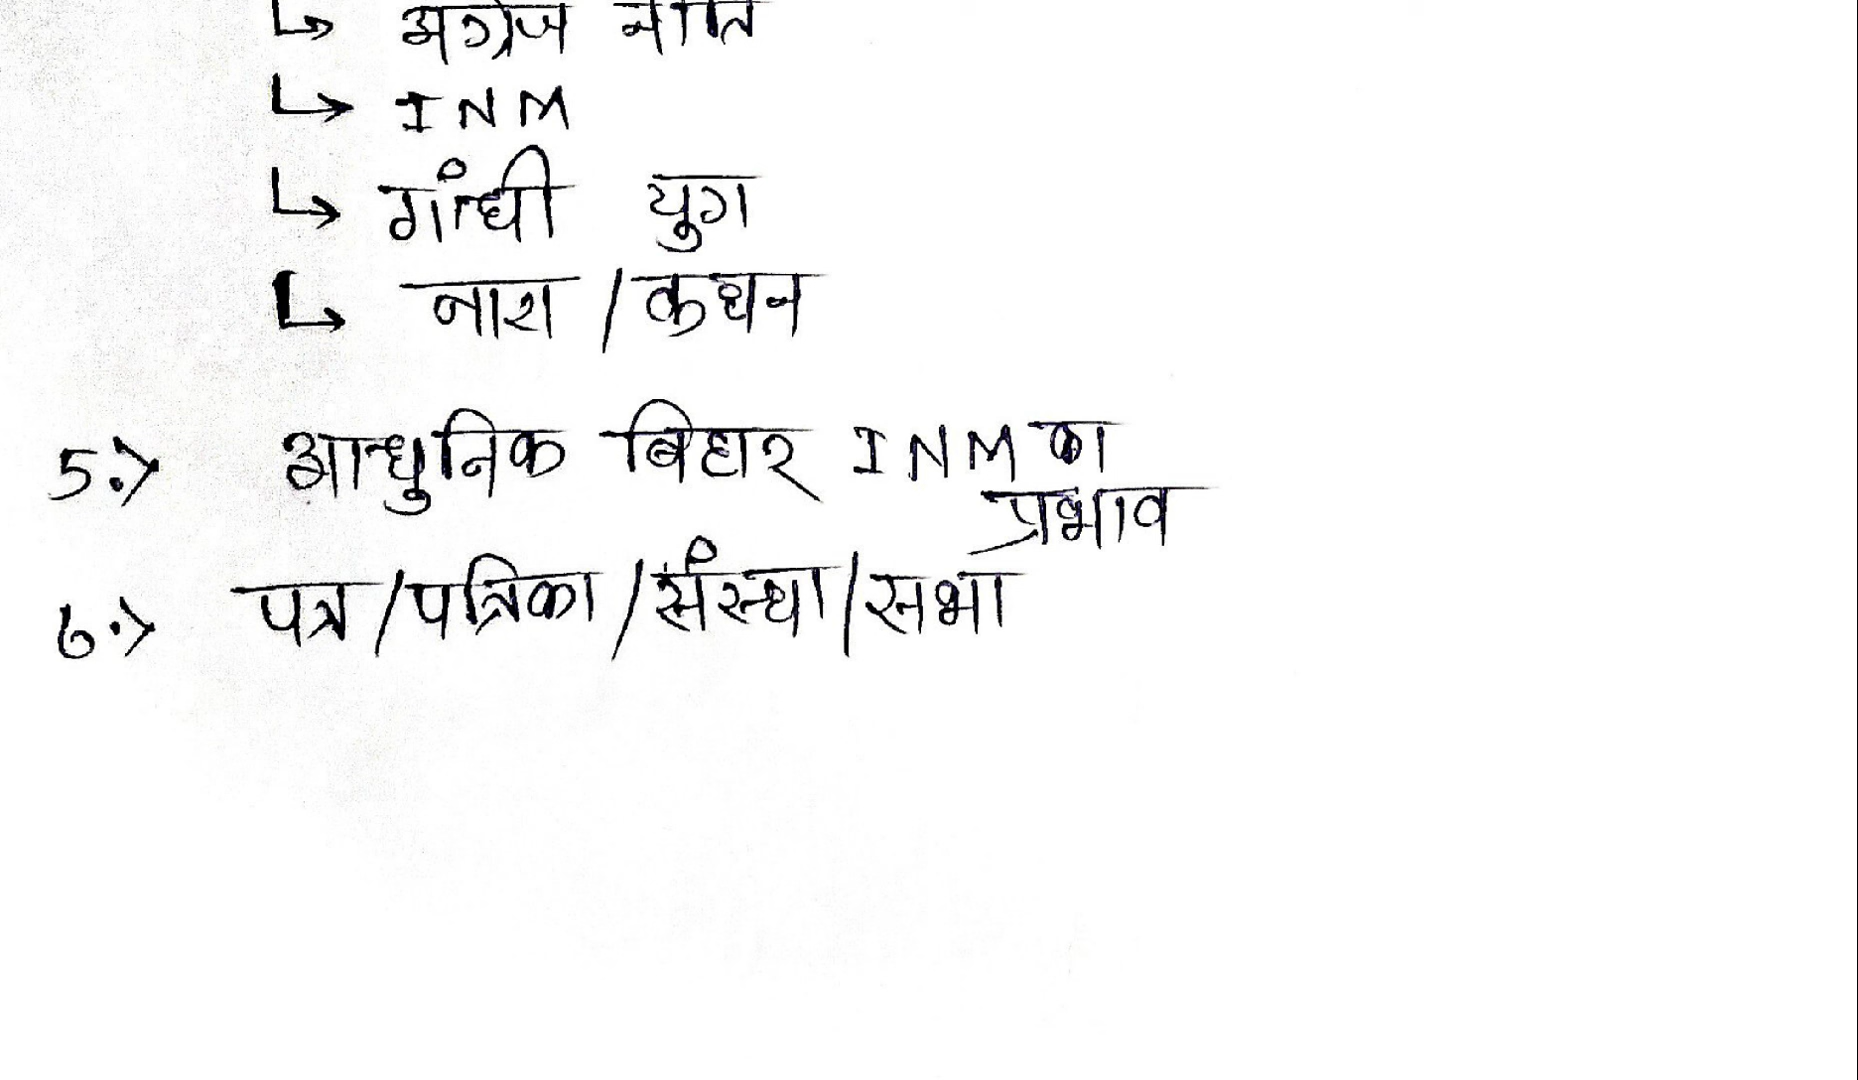 ↳ अंग्रेज नीति
↳ INM
↳ गांधी युग
↳ नारा / कथन
5.> आधुनिक बिहार INM का
प्रभाव
6.> पत्र / पत्रिका / संस्था / सभा